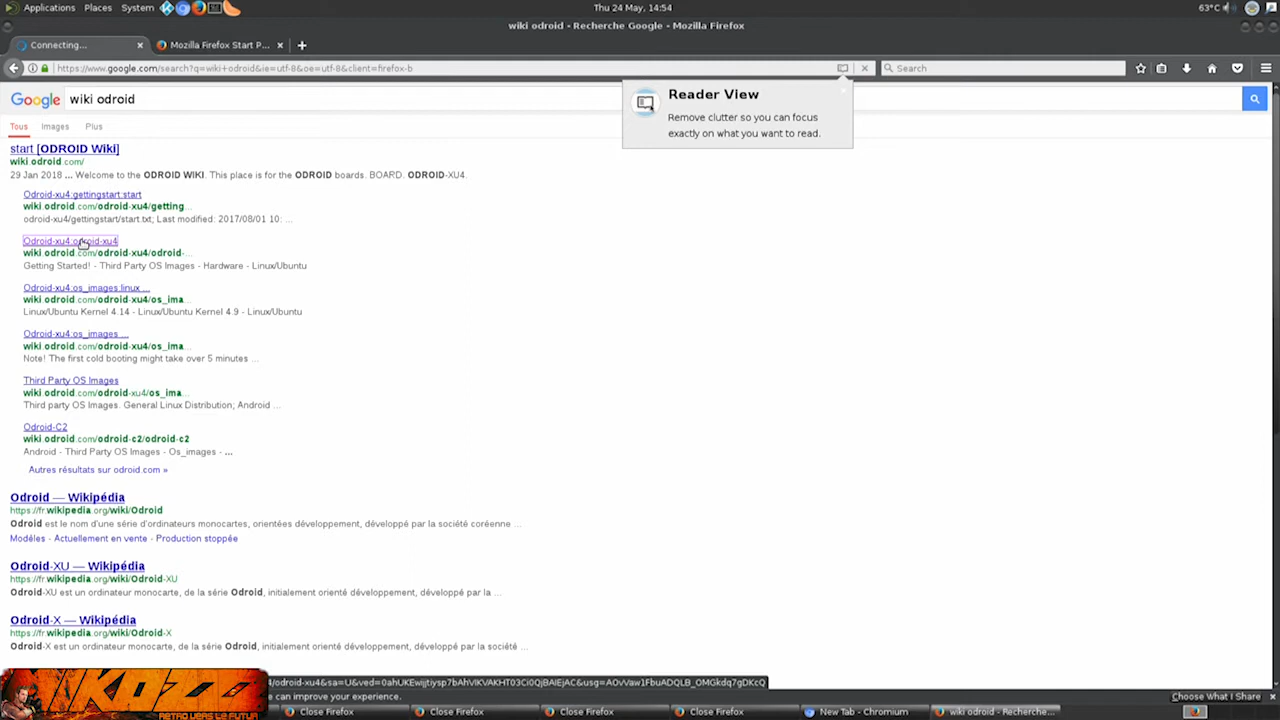 Applications Places System Thu 24 May, 14:54 63°C
wiki odroid - Recherche Google - Mozilla Firefox
Connecting... × Mozilla Firefox Start P... × +
https://www.google.com/search?q=wiki+odroid&ie=utf-8&oe=utf-8&client=firefox-b Search
Google wiki odroid
Reader View
Remove clutter so you can focus
exactly on what you want to read.
Tous Images Plus
start [ODROID Wiki]
wiki.odroid.com/
29 Jan 2018 ... Welcome to the ODROID WIKI. This place is for the ODROID boards. BOARD. ODROID-XU4.
Odroid-xu4:gettingstart:start
wiki.odroid.com/odroid-xu4/getting...
odroid-xu4/gettingstart/start.txt; Last modified: 2017/08/01 10: ...
Odroid-xu4:odroid-xu4
wiki.odroid.com/odroid-xu4/odroid-...
Getting Started! - Third Party OS Images - Hardware - Linux/Ubuntu
Odroid-xu4:os_images:linux ...
wiki.odroid.com/odroid-xu4/os_ima...
Linux/Ubuntu Kernel 4.14 - Linux/Ubuntu Kernel 4.9 - Linux/Ubuntu
Odroid-xu4:os_images ...
wiki.odroid.com/odroid-xu4/os_ima...
Note! The first cold booting might take over 5 minutes ...
Third Party OS Images
wiki.odroid.com/odroid-xu4/os_ima...
Third party OS Images. General Linux Distribution; Android ...
Odroid-C2
wiki.odroid.com/odroid-c2/odroid-c2
Android - Third Party OS Images - Os_images - ...
Autres résultats sur odroid.com »
Odroid — Wikipédia
https://fr.wikipedia.org/wiki/Odroid
Odroid est le nom d'une série d'ordinateurs monocartes, orientées développement, développé par la société coréenne ...
Modèles - Actuellement en vente - Production stoppée
Odroid-XU — Wikipédia
https://fr.wikipedia.org/wiki/Odroid-XU
Odroid-XU est un ordinateur monocarte, de la série Odroid, initialement orienté développement, développé par la ...
Odroid-X — Wikipédia
https://fr.wikipedia.org/wiki/Odroid-X
Odroid-X est un ordinateur monocarte, de la série Odroid, initialement orienté développement, développé par la société ...
4/odroid-xu4&sa=U&ved=0ahUKEwijjtiysp7bAhVIKVAKHT03Ci0QjBAIEjAC&usg=AOvVaw1FbuADQLB_OMGkdq7gDKcQ
e can improve your experience. Choose What I Share ×
KAZZO
RETRO VERS LE FUTUR
Close Firefox Close Firefox Close Firefox Close Firefox New Tab - Chromium wiki odroid - Recherche...